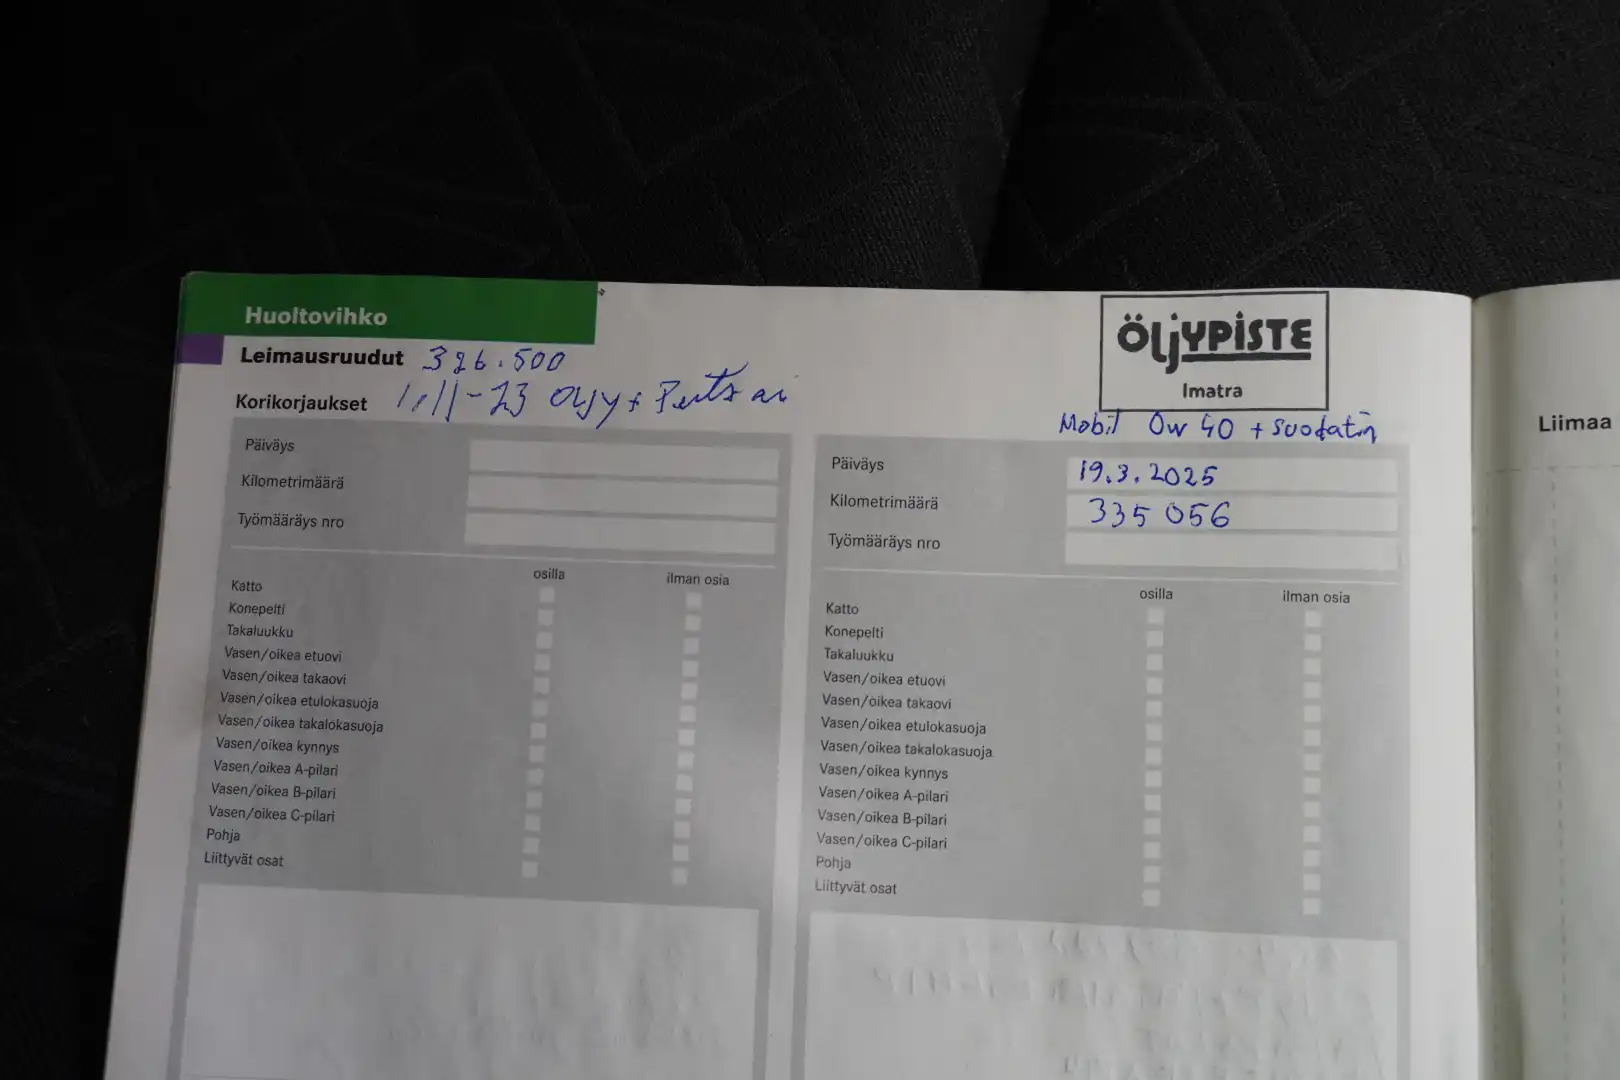 Huoltovihko
Leimausruudut 326.500
Korikorjaukset 1.11-23 Öljy +
Päiväys
Kilometrimäärä
Työmääräys nro
osilla ilman osia
Katto
Konepelti
Takaluukku
Vasen/oikea etuovi
Vasen/oikea takaovi
Vasen/oikea etulokasuoja
Vasen/oikea takalokasuoja
Vasen/oikea kynnys
Vasen/oikea A-pilari
Vasen/oikea B-pilari
Vasen/oikea C-pilari
Pohja
Liittyvät osat
ÖLjYPiSTE
Imatra
Mobil 0w 40 + suodatin
Päiväys 19.3.2025
Kilometrimäärä 335 056
Työmääräys nro
osilla ilman osia
Katto
Konepelti
Takaluukku
Vasen/oikea etuovi
Vasen/oikea takaovi
Vasen/oikea etulokasuoja
Vasen/oikea takalokasuoja
Vasen/oikea kynnys
Vasen/oikea A-pilari
Vasen/oikea B-pilari
Vasen/oikea C-pilari
Pohja
Liittyvät osat
Liimaa